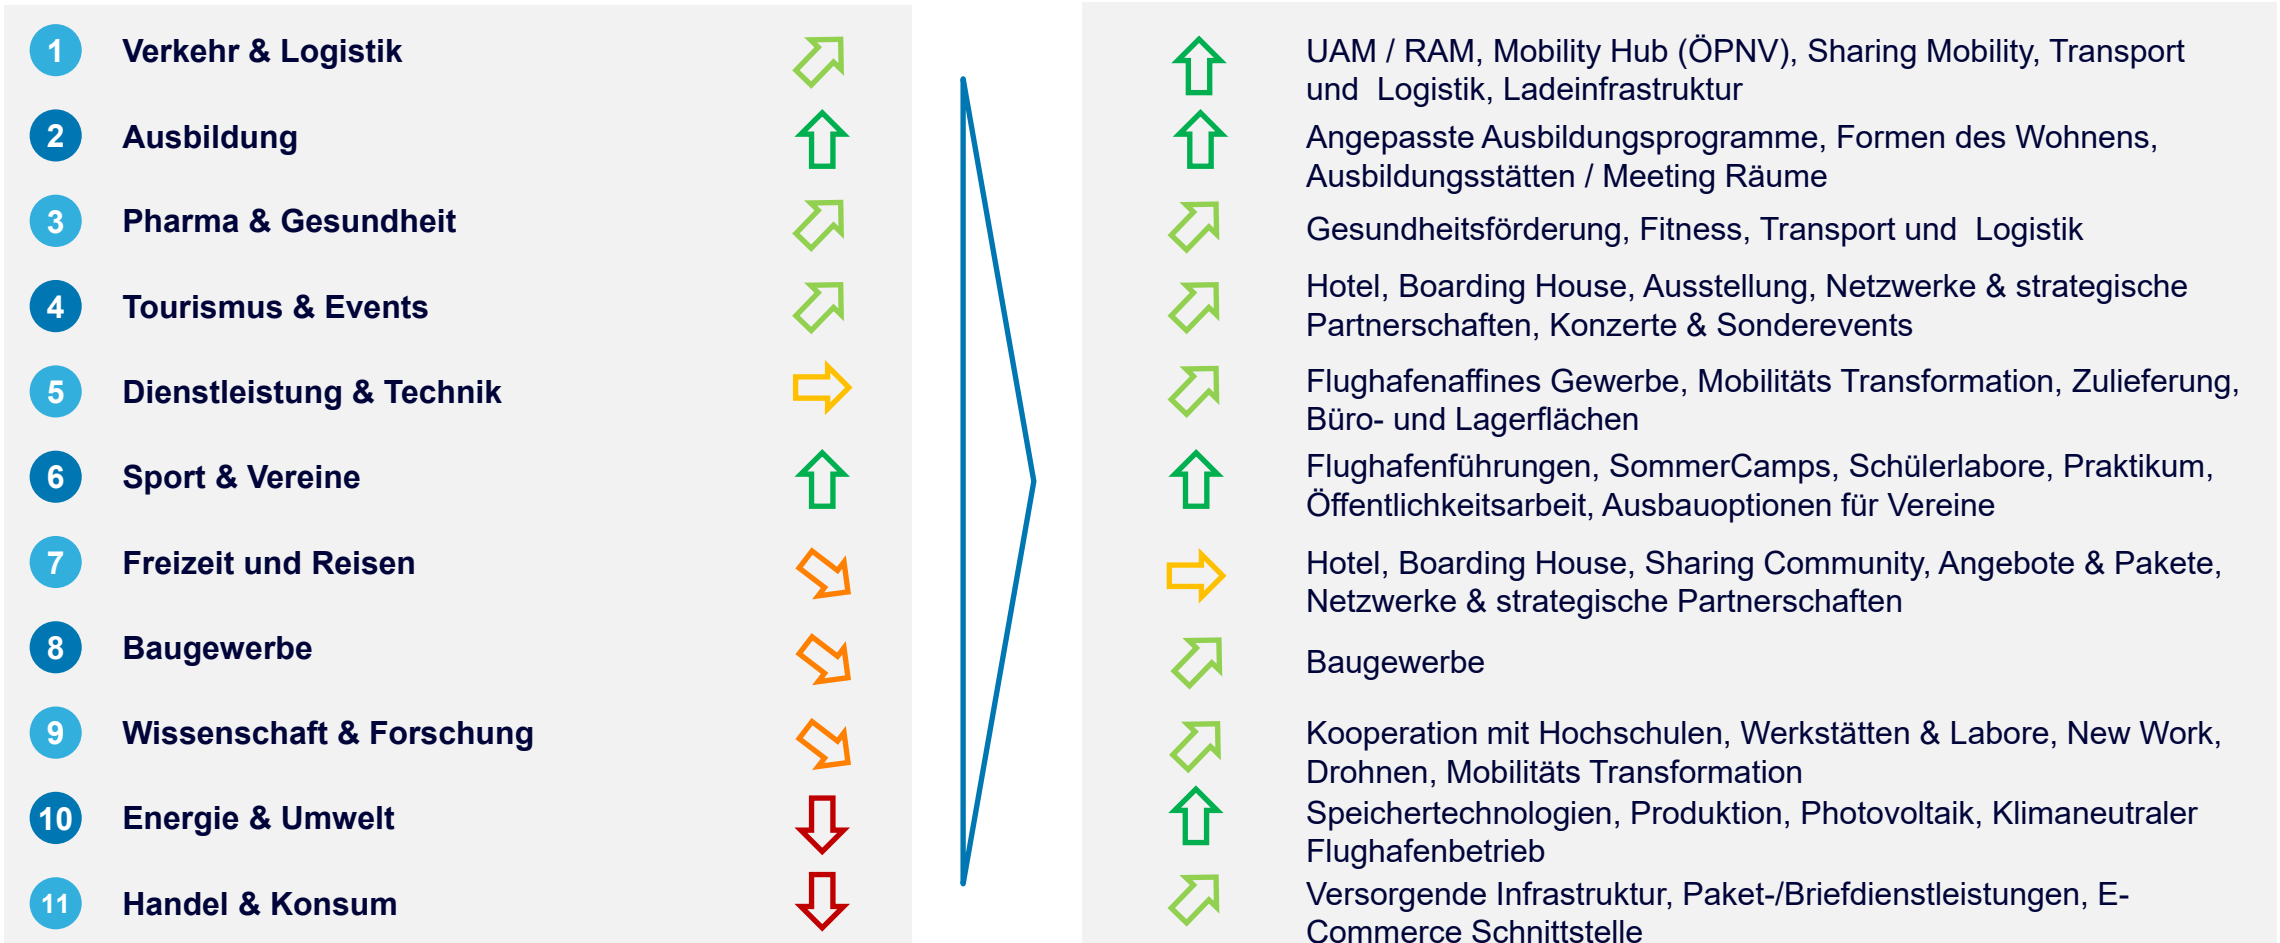 1 Verkehr & Logistik
UAM / RAM, Mobility Hub (ÖPNV), Sharing Mobility, Transport
und  Logistik, Ladeinfrastruktur
2 Ausbildung
Angepasste Ausbildungsprogramme, Formen des Wohnens,
Ausbildungsstätten / Meeting Räume
3 Pharma & Gesundheit
Gesundheitsförderung, Fitness, Transport und  Logistik
4 Tourismus & Events
Hotel, Boarding House, Ausstellung, Netzwerke & strategische
Partnerschaften, Konzerte & Sonderevents
5 Dienstleistung & Technik
Flughafenaffines Gewerbe, Mobilitäts Transformation, Zulieferung,
Büro- und Lagerflächen
6 Sport & Vereine
Flughafenführungen, SommerCamps, Schülerlabore, Praktikum,
Öffentlichkeitsarbeit, Ausbauoptionen für Vereine
7 Freizeit und Reisen
Hotel, Boarding House, Sharing Community, Angebote & Pakete,
Netzwerke & strategische Partnerschaften
8 Baugewerbe
Baugewerbe
9 Wissenschaft & Forschung
Kooperation mit Hochschulen, Werkstätten & Labore, New Work,
Drohnen, Mobilitäts Transformation
10 Energie & Umwelt
Speichertechnologien, Produktion, Photovoltaik, Klimaneutraler
Flughafenbetrieb
11 Handel & Konsum
Versorgende Infrastruktur, Paket-/Briefdienstleistungen, E-
Commerce Schnittstelle